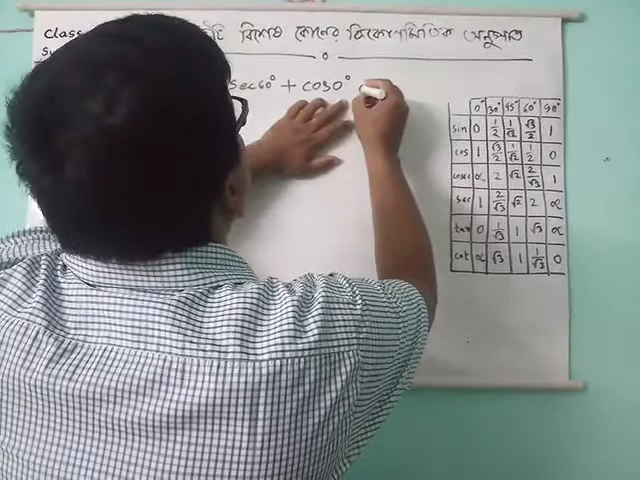 Class
টি বিশেষ কোণের ত্রিকোণমিতিক অনুপাত
sec60° + cos0°
0° 30° 45° 60° 90°
sin 0 1/2 1/√2 √3/2 1
cos 1 √3/2 1/√2 1/2 0
cosec α 2 √2 2/√3 1
sec 1 2/√3 √2 2 α
tan 0 1/√3 1 √3 α
cot α √3 1 1/√3 0